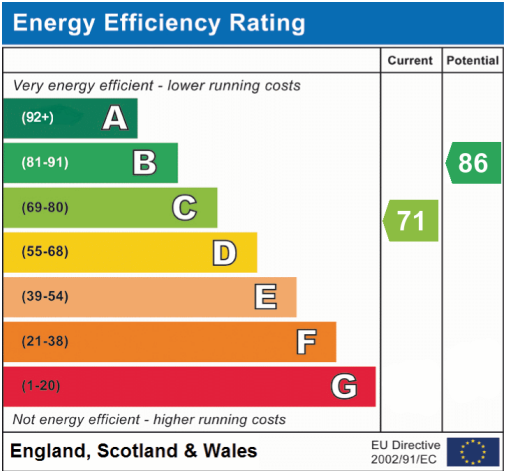 Energy Efficiency Rating
Current Potential
Very energy efficient - lower running costs
(92+) A
(81-91) B
86
(69-80) C
71
(55-68) D
(39-54) E
(21-38) F
(1-20) G
Not energy efficient - higher running costs
England, Scotland & Wales
EU Directive
2002/91/EC